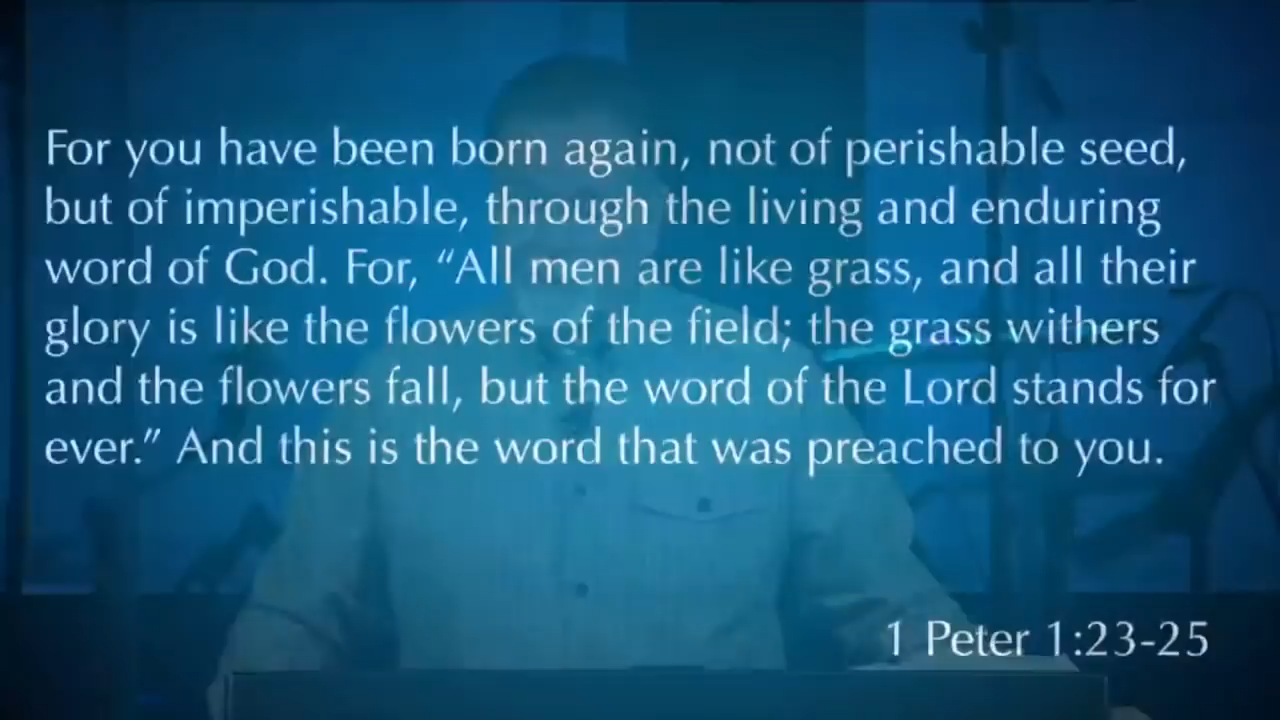 For you have been born again, not of perishable seed,
but of imperishable, through the living and enduring
word of God. For, “All men are like grass, and all their
glory is like the flowers of the field; the grass withers
and the flowers fall, but the word of the Lord stands for
ever.” And this is the word that was preached to you.
1 Peter 1:23-25